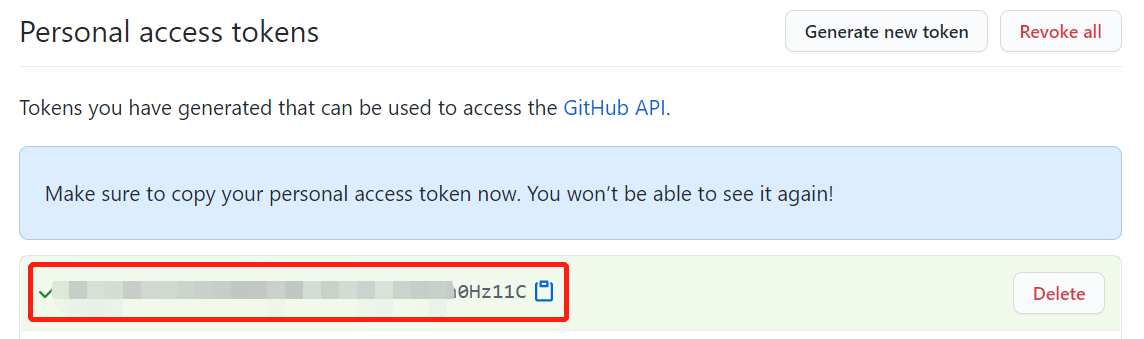 Personal access tokens
Generate new token
Revoke all
Tokens you have generated that can be used to access the GitHub API.
Make sure to copy your personal access token now. You won't be able to see it again!
0Hz11C
Delete